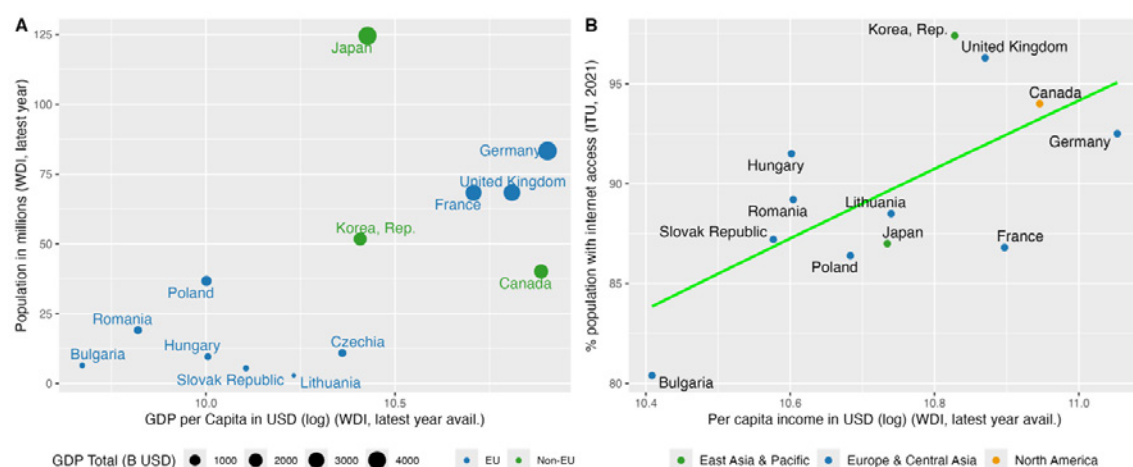 A
Population in millions (WDI, latest year)
125
100
75
50
25
0
Japan
Germany
United Kingdom
France
Korea, Rep.
Canada
Poland
Romania
Hungary
Czechia
Bulgaria
Slovak Republic
Lithuania
10.0
10.5
GDP per Capita in USD (log) (WDI, latest year avail.)
GDP Total (B USD)
1000
2000
3000
4000
EU
Non-EU
B
% population with internet access (ITU, 2021)
95
90
85
80
Korea, Rep.
United Kingdom
Canada
Germany
Hungary
Romania
Lithuania
Slovak Republic
Japan
France
Poland
Bulgaria
10.4
10.6
10.8
11.0
Per capita income in USD (log) (WDI, latest year avail.)
East Asia & Pacific
Europe & Central Asia
North America